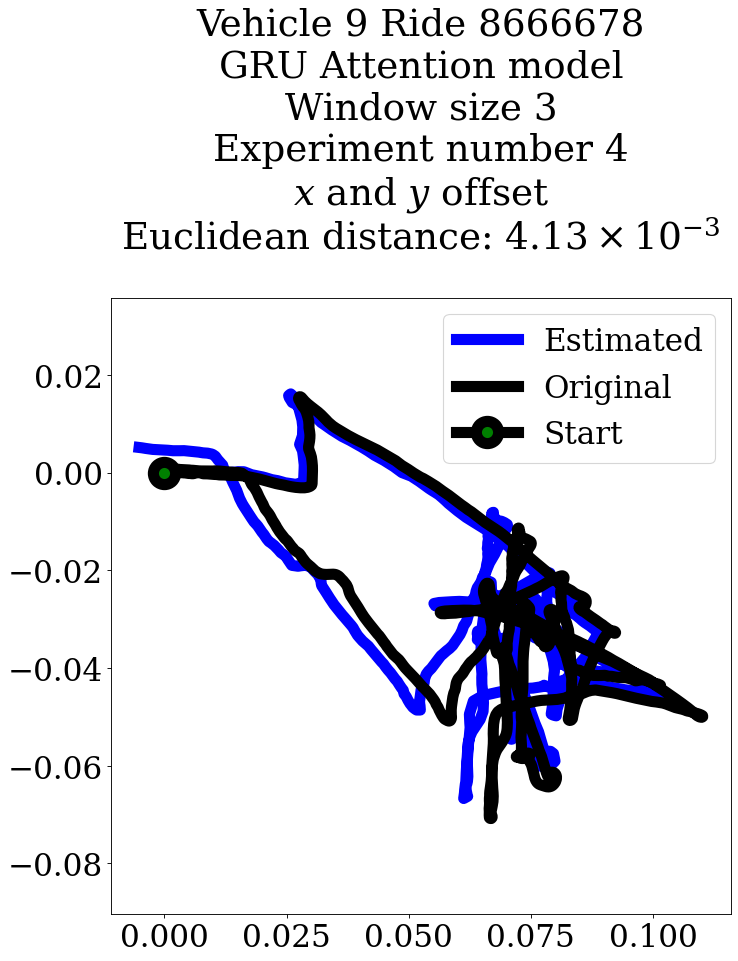 Vehicle 9 Ride 8666678
GRU Attention model
Window size 3
Experiment number 4
x and y offset
Euclidean distance: 4.13 × 10⁻³
Estimated
Original
Start
0.02
0.00
−0.02
−0.04
−0.06
−0.08
0.000 0.025 0.050 0.075 0.100